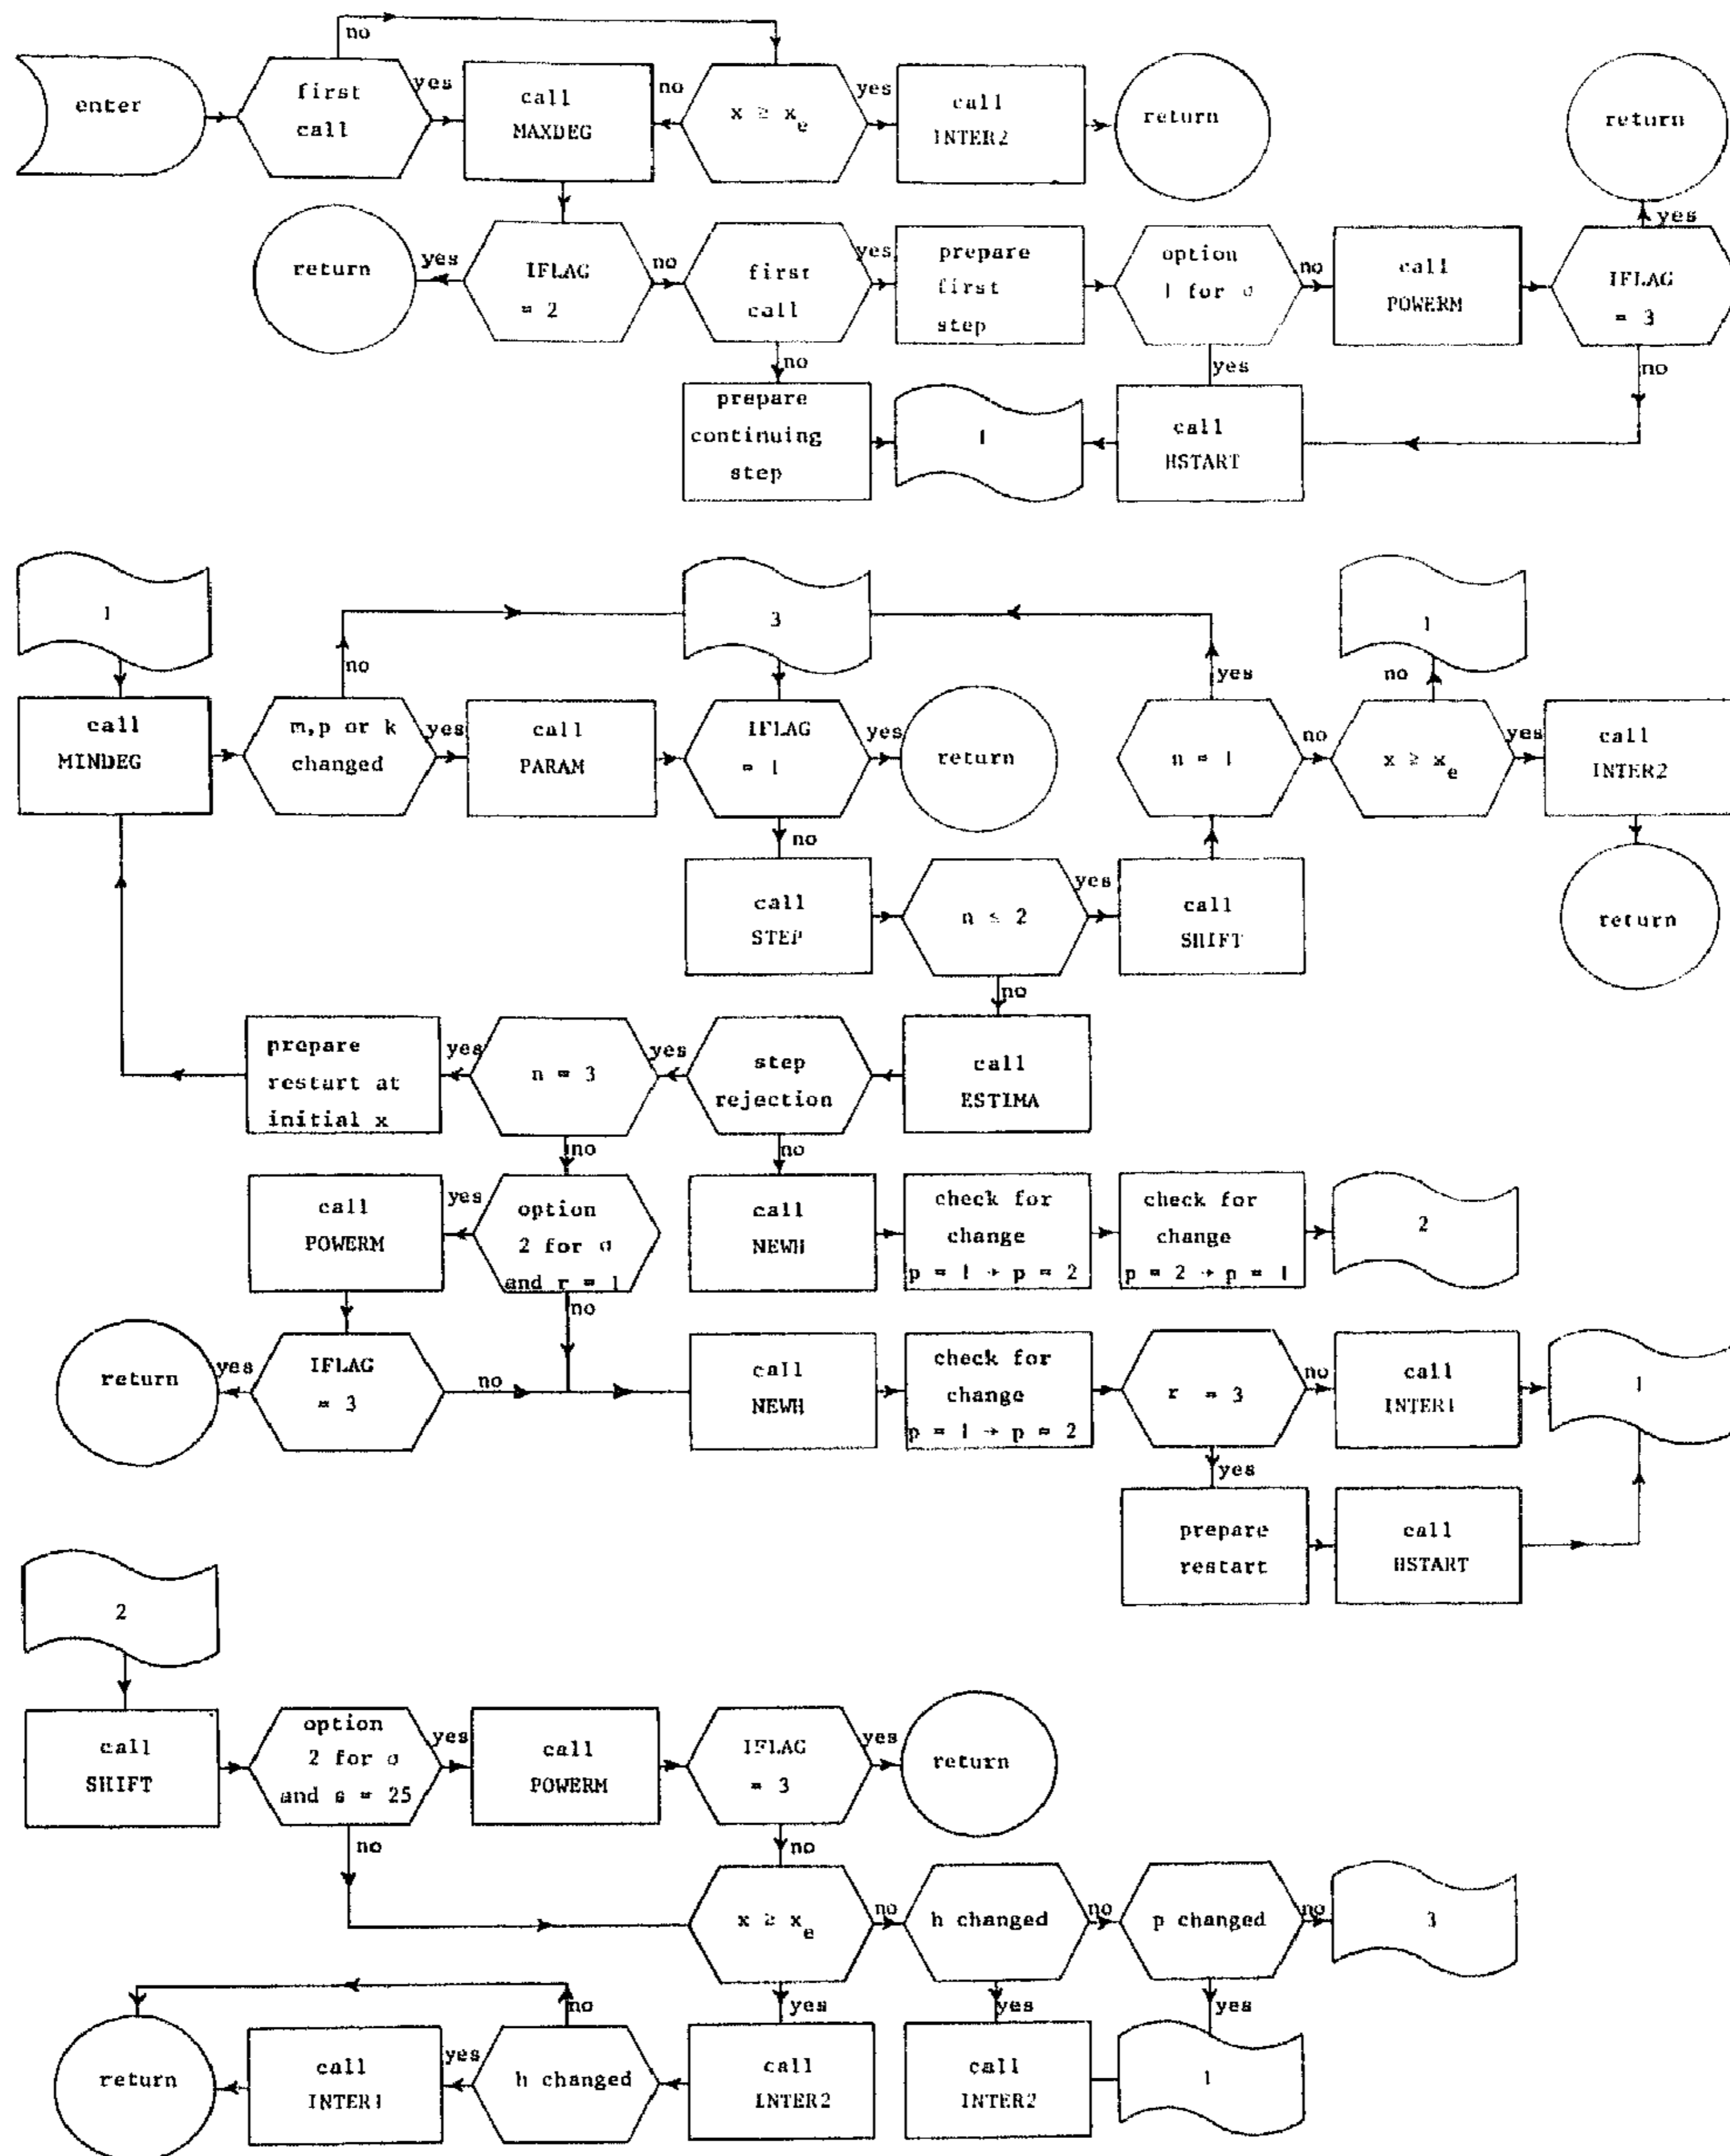 no
enter
first
call
yes
call
MAXDEG
no
x ≥ x_e
yes
call
INTER2
return
return
yes
return
yes
IFLAG
= 2
no
first
call
yes
prepare
first
step
option
1 for σ
no
call
POWERM
IFLAG
= 3
no
yes
no
prepare
continuing
step
1
call
HSTART
1
3
1
no
yes
no
call
MINDEG
m,p or k
changed
yes
call
PARAM
IFLAG
= 1
yes
return
n = 1
no
x ≥ x_e
yes
call
INTER2
no
call
STEP
n ≤ 2
yes
call
SHIFT
return
no
prepare
restart at
initial x
yes
n = 3
yes
step
rejection
call
ESTIMA
no
no
call
POWERM
yes
option
2 for σ
and r = 1
call
NEWH
check for
change
p = 1 → p = 2
check for
change
p = 2 → p = 1
2
no
return
yes
IFLAG
= 3
no
call
NEWH
check for
change
p = 1 → p = 2
r = 3
no
call
INTER1
1
yes
prepare
restart
call
HSTART
2
call
SHIFT
option
2 for σ
and s = 25
yes
call
POWERM
IFLAG
= 3
yes
return
no
no
x ≥ x_e
no
h changed
no
p changed
no
3
no
yes
yes
yes
return
call
INTER1
yes
h changed
call
INTER2
call
INTER2
1